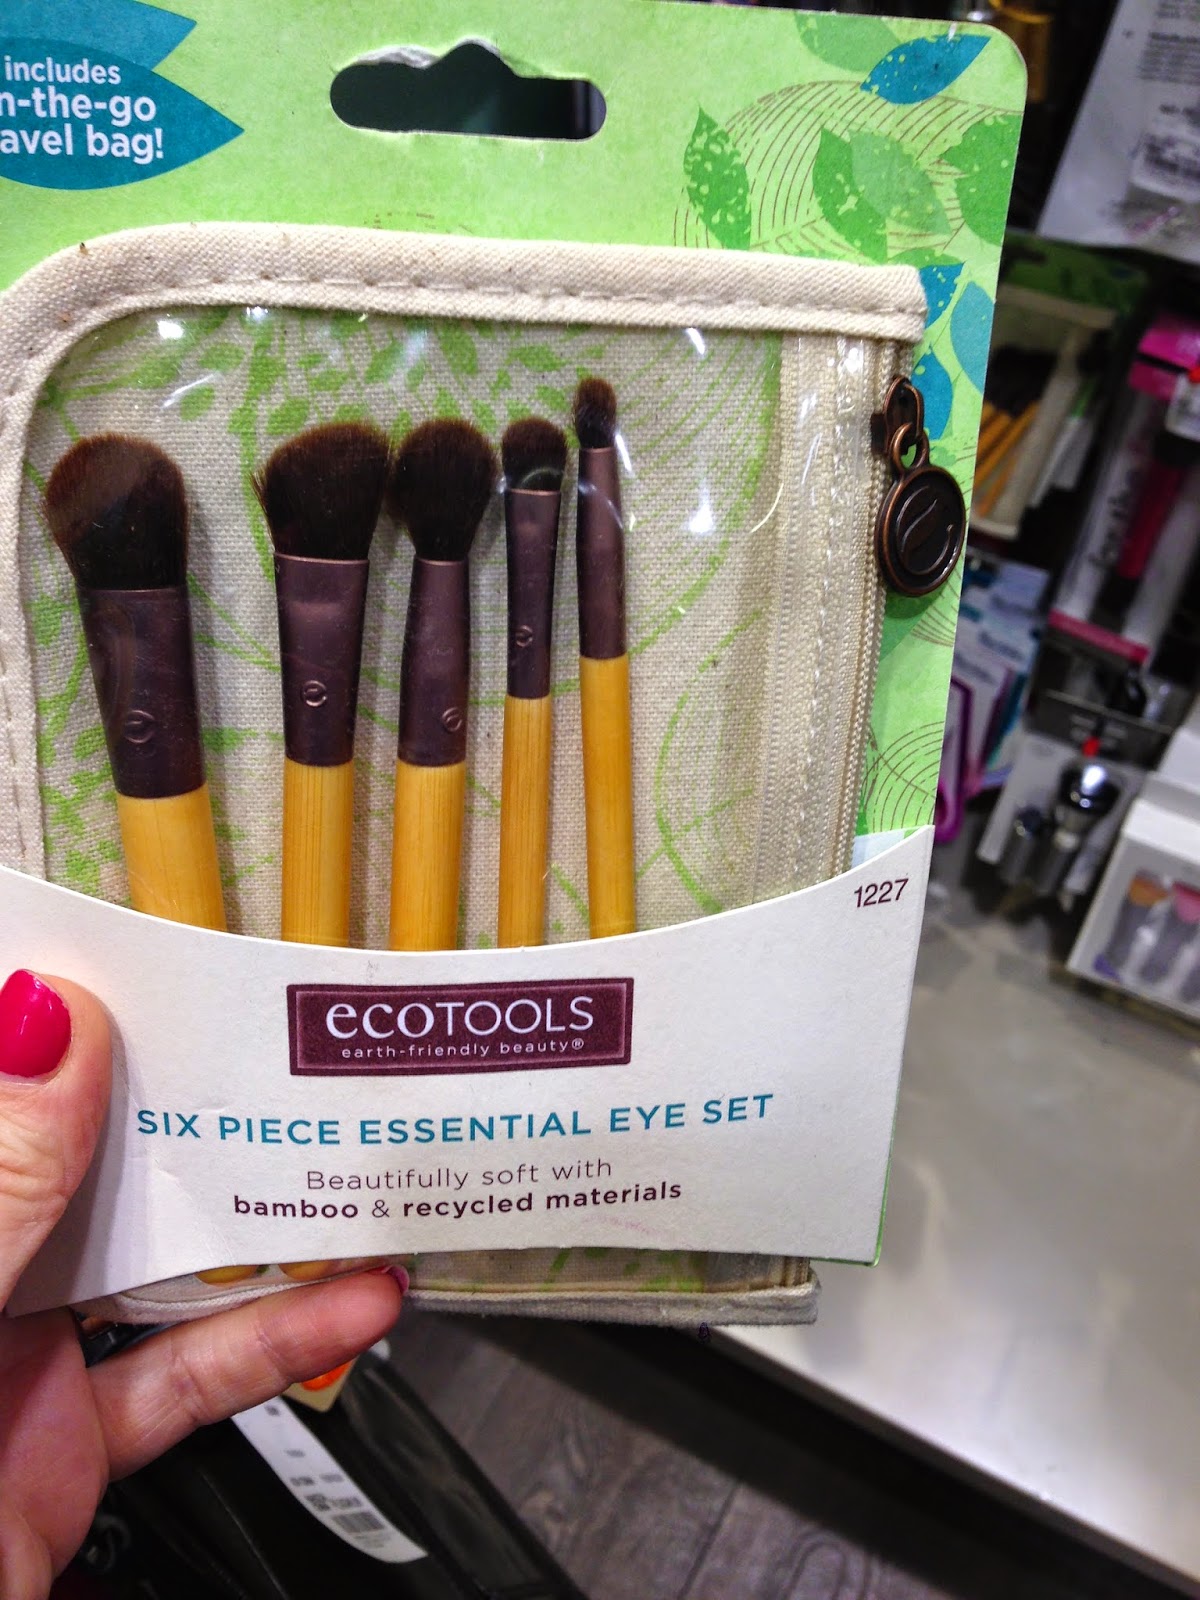 includes
n-the-go
avel bag!
1227
ecoTOOLS
earth-friendly beauty®
SIX PIECE ESSENTIAL EYE SET
Beautifully soft with
bamboo & recycled materials